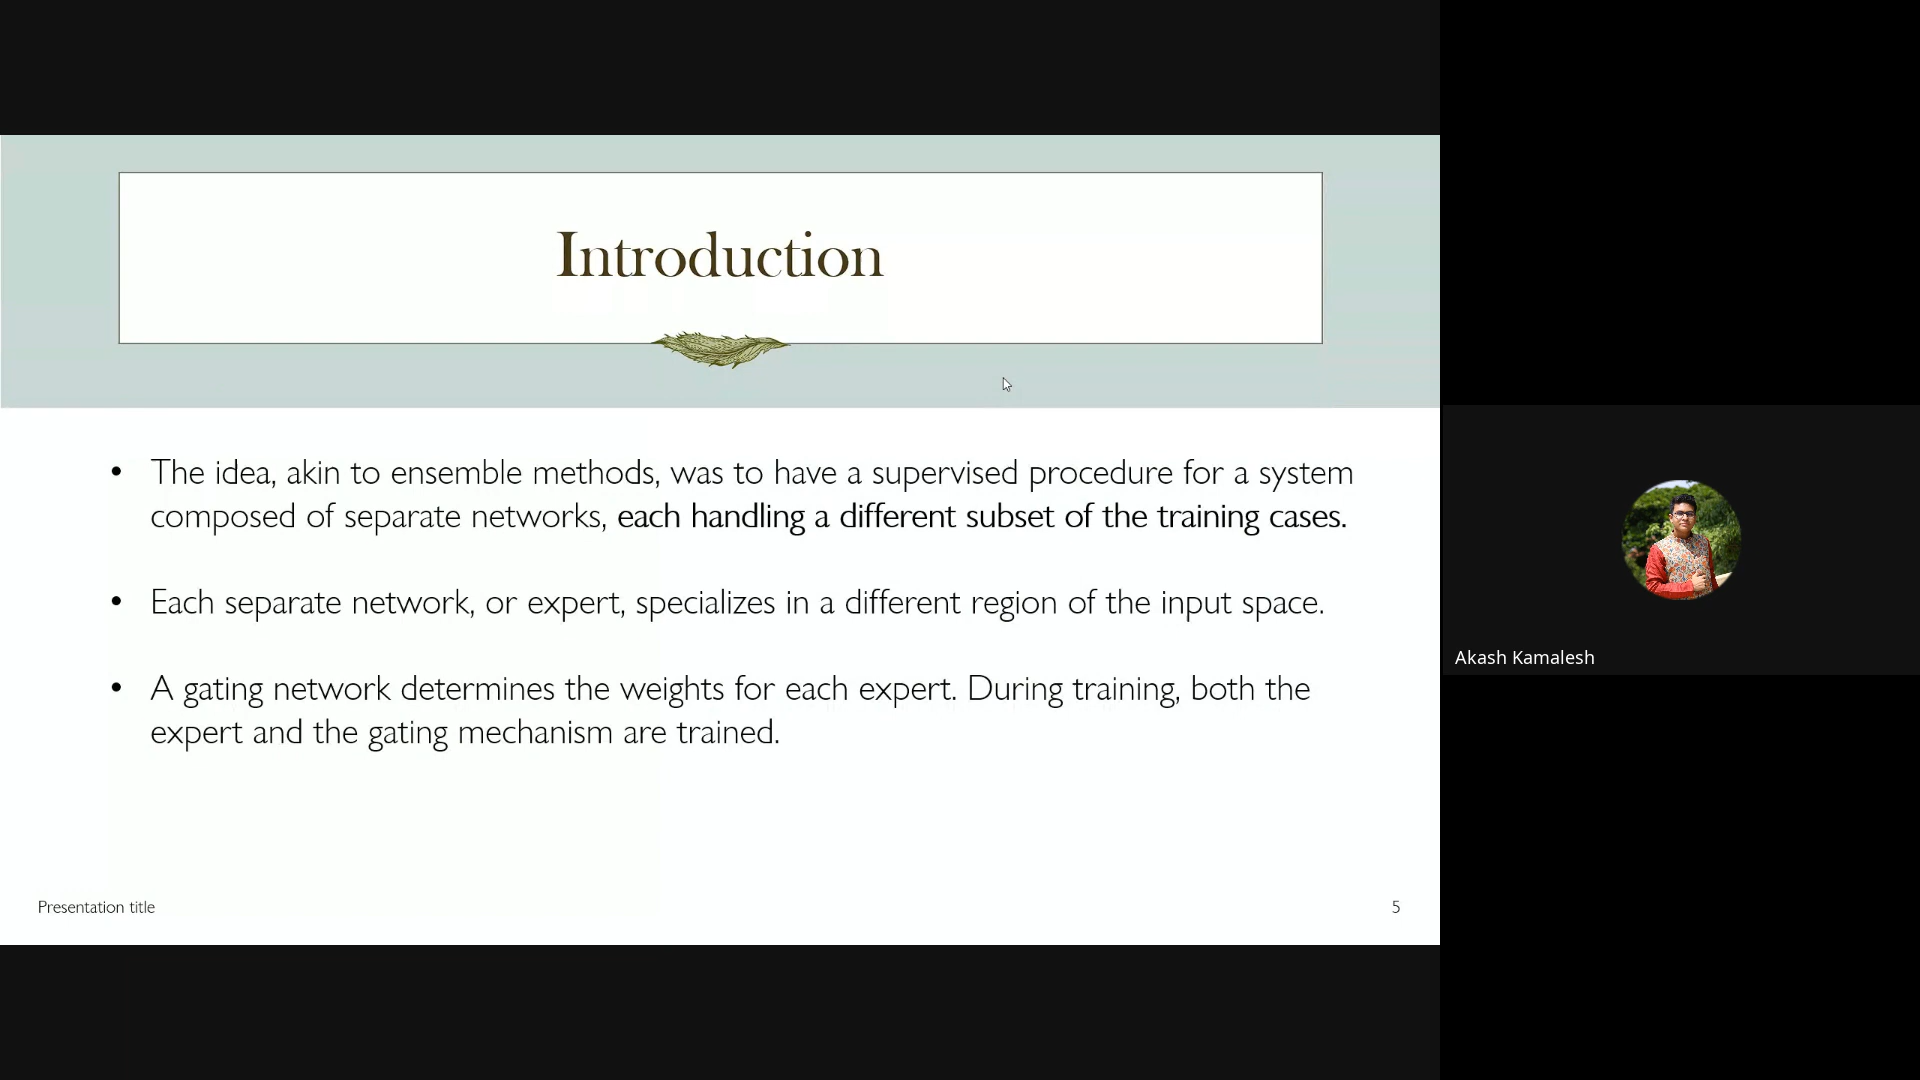 Introduction
• The idea, akin to ensemble methods, was to have a supervised procedure for a system
composed of separate networks, each handling a different subset of the training cases.
• Each separate network, or expert, specializes in a different region of the input space.
• A gating network determines the weights for each expert. During training, both the
expert and the gating mechanism are trained.
Presentation title
5
Akash Kamalesh